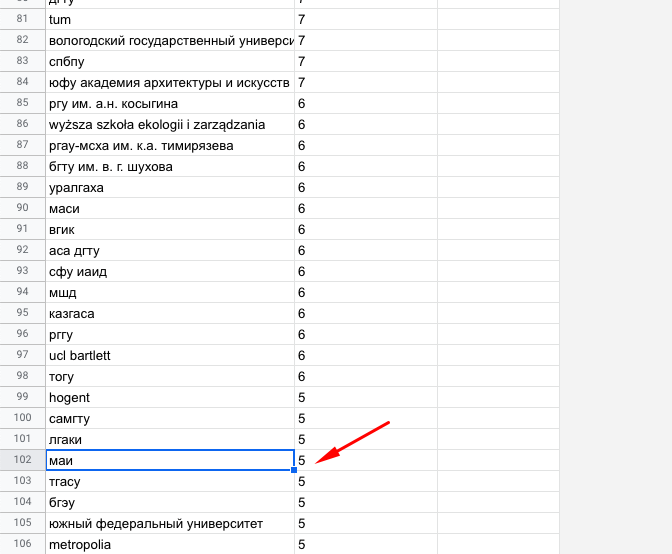 81 tum 7
82 вологодский государственный универси 7
83 спбпу 7
84 юфу академия архитектуры и искусств 7
85 ргу им. а.н. косыгина 6
86 wyższa szkoła ekologii i zarządzania 6
87 ргау-мсха им. к.а. тимирязева 6
88 бгту им. в. г. шухова 6
89 уралгаха 6
90 маси 6
91 вгик 6
92 аса дгту 6
93 сфу иаид 6
94 мшд 6
95 казгаса 6
96 рггу 6
97 ucl bartlett 6
98 тогу 6
99 hogent 5
100 самгту 5
101 лгаки 5
102 маи 5
103 тгасу 5
104 бгэу 5
105 южный федеральный университет 5
106 metropolia 5